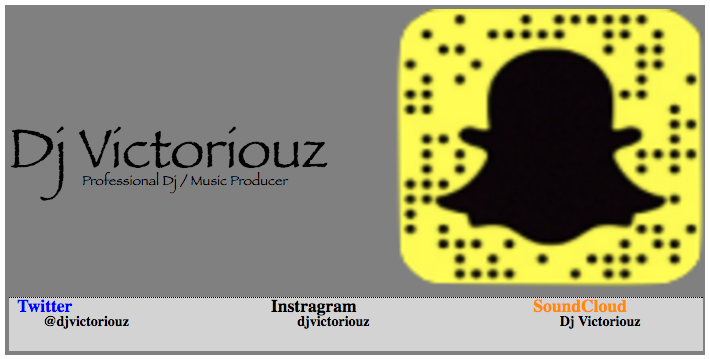 Dj Victoriouz
Professional Dj / Music Producer
Twitter
@djvictoriouz
Instragram
djvictoriouz
SoundCloud
Dj Victoriouz